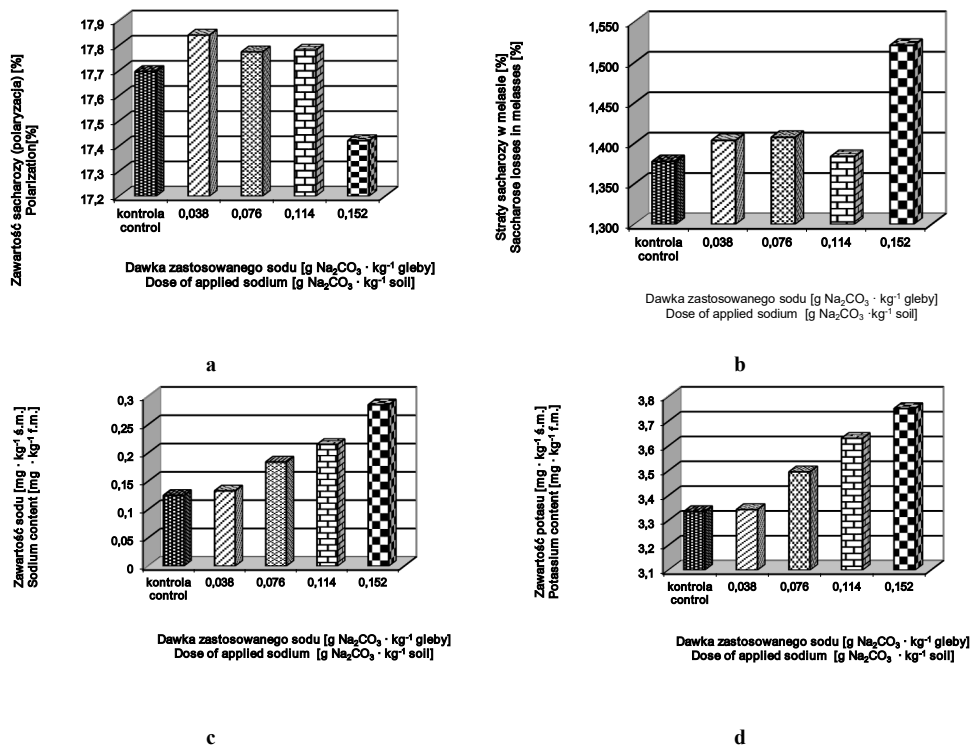 Zawartość sacharozy (polaryzacja) [%]
Polarization[%]
17,9
17,8
17,7
17,6
17,5
17,4
17,3
17,2
kontrola
control
0,038
0,076
0,114
0,152
Dawka zastosowanego sodu [g Na₂CO₃ · kg⁻¹ gleby]
Dose of applied sodium [g Na₂CO₃ · kg⁻¹ soil]
a
Straty sacharozy w melasie [%]
Saccharose losses in melasses [%]
1,550
1,500
1,450
1,400
1,350
1,300
kontrola
control
0,038
0,076
0,114
0,152
Dawka zastosowanego sodu [g Na₂CO₃ · kg⁻¹ gleby]
Dose of applied sodium [g Na₂CO₃ ·kg⁻¹ soil]
b
Zawartość sodu [mg · kg⁻¹ ś.m.]
Sodium content [mg · kg⁻¹ f.m.]
0,3
0,25
0,2
0,15
0,1
0,05
0
kontrola
control
0,038
0,076
0,114
0,152
Dawka zastosowanego sodu [g Na₂CO₃ · kg⁻¹ gleby]
Dose of applied sodium [g Na₂CO₃ · kg⁻¹ soil]
c
Zawartość potasu [mg · kg⁻¹ ś.m.]
Potassium content [mg · kg⁻¹ f.m.]
3,8
3,7
3,6
3,5
3,4
3,3
3,2
3,1
kontrola
control
0,038
0,076
0,114
0,152
Dawka zastosowanego sodu [g Na₂CO₃ · kg⁻¹ gleby]
Dose of applied sodium [g Na₂CO₃ · kg⁻¹ soil]
d